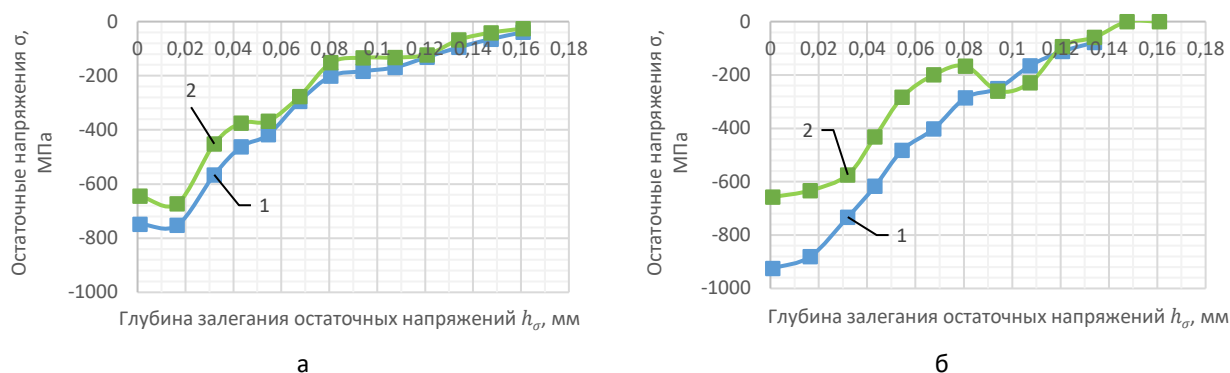 Остаточные напряжения σ,
МПа
0
-200
-400
-600
-800
-1000
0 0,02 0,04 0,06 0,08 0,1 0,12 0,14 0,16 0,18
2
1
Глубина залегания остаточных напряжений hσ, мм
а
Остаточные напряжения σ,
МПа
0
-200
-400
-600
-800
-1000
0 0,02 0,04 0,06 0,08 0,1 0,12 0,14 0,16 0,18
2
1
Глубина залегания остаточных напряжений hσ, мм
б